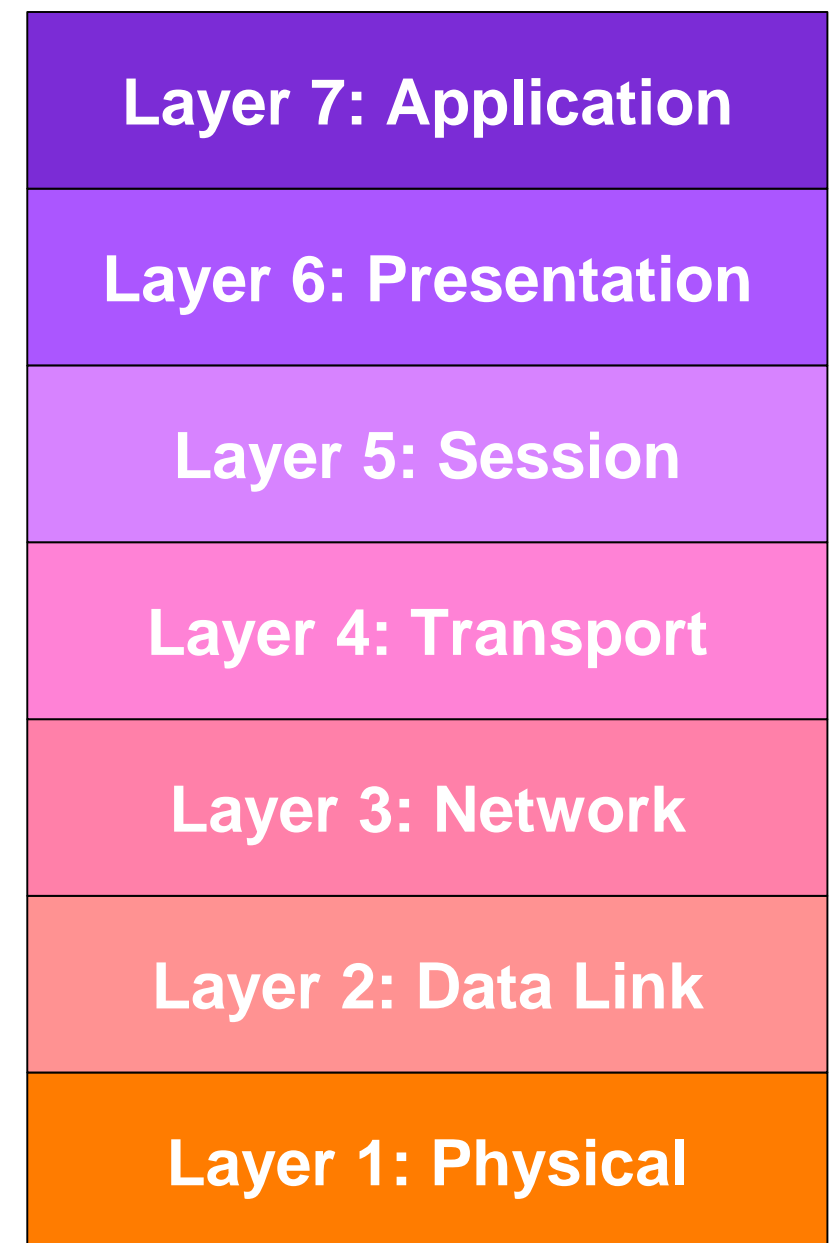 Layer 7: Application
Layer 6: Presentation
Layer 5: Session
Layer 4: Transport
Layer 3: Network
Layer 2: Data Link
Layer 1: Physical